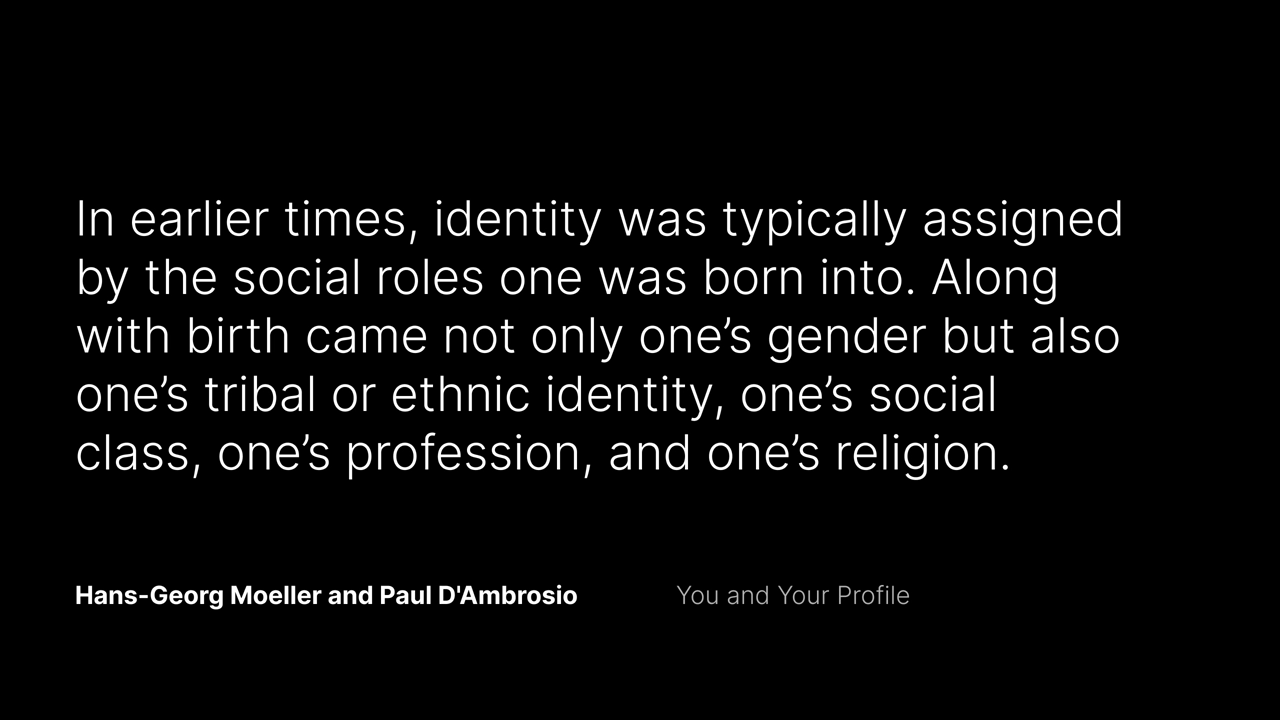 In earlier times, identity was typically assigned
by the social roles one was born into. Along
with birth came not only one’s gender but also
one’s tribal or ethnic identity, one’s social
class, one’s profession, and one’s religion.
Hans-Georg Moeller and Paul D'Ambrosio
You and Your Profile